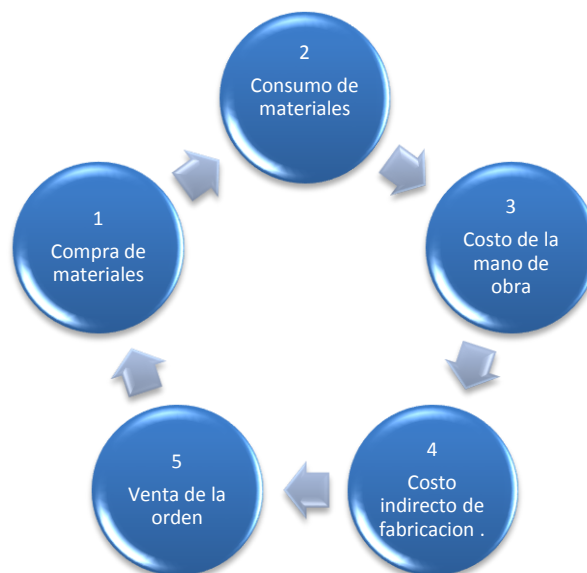 1
Compra de
materiales
2
Consumo de
materiales
3
Costo de la
mano de
obra
4
Costo
indirecto de
fabricacion .
5
Venta de la
orden